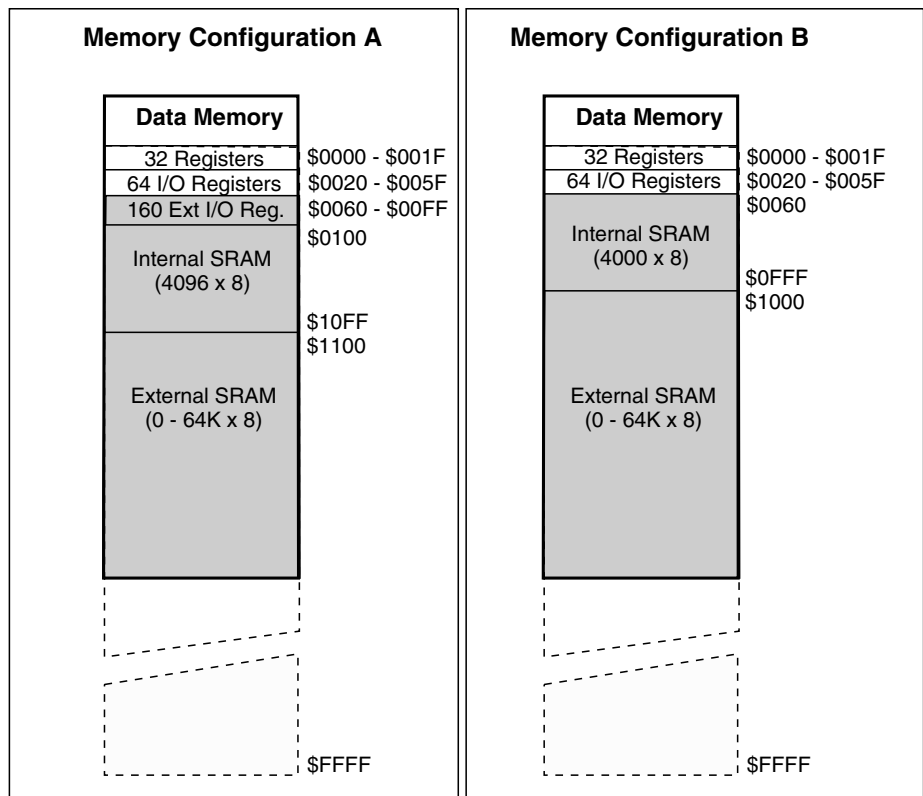 Memory Configuration A
Data Memory
32 Registers
$0000 - $001F
64 I/O Registers
$0020 - $005F
160 Ext I/O Reg.
$0060 - $00FF
$0100
Internal SRAM
(4096 x 8)
$10FF
$1100
External SRAM
(0 - 64K x 8)
$FFFF
Memory Configuration B
Data Memory
32 Registers
$0000 - $001F
64 I/O Registers
$0020 - $005F
$0060
Internal SRAM
(4000 x 8)
$0FFF
$1000
External SRAM
(0 - 64K x 8)
$FFFF